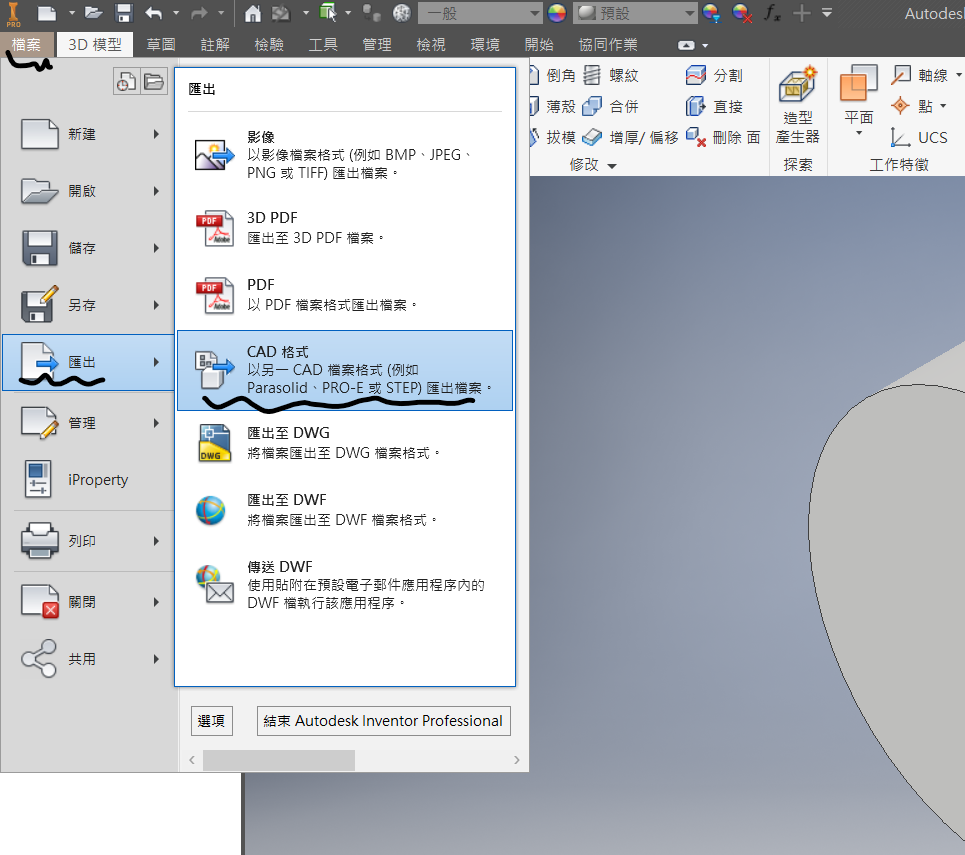 PRO
一般
預設
fx
Autodes
檔案
3D 模型
草圖
註解
檢驗
工具
管理
檢視
環境
開始
協同作業
倒角
螺紋
分割
薄殼
合併
直接
拔模
增厚/ 偏移
刪除 面
修改
造型
產生器
探索
平面
軸線
點
UCS
工作特徵
新建
開啟
儲存
另存
匯出
管理
iProperty
列印
關閉
共用
匯出
影像
以影像檔案格式 (例如 BMP、JPEG、
PNG 或 TIFF) 匯出檔案。
3D PDF
匯出至 3D PDF 檔案。
PDF
以 PDF 檔案格式匯出檔案。
CAD 格式
以另一 CAD 檔案格式 (例如
Parasolid、PRO-E 或 STEP) 匯出檔案。
匯出至 DWG
將檔案匯出至 DWG 檔案格式。
匯出至 DWF
將檔案匯出至 DWF 檔案格式。
傳送 DWF
使用貼附在預設電子郵件應用程序內的
DWF 檔執行該應用程序。
PDF
Adobe
PDF
Adobe
DWG
選項
結束 Autodesk Inventor Professional